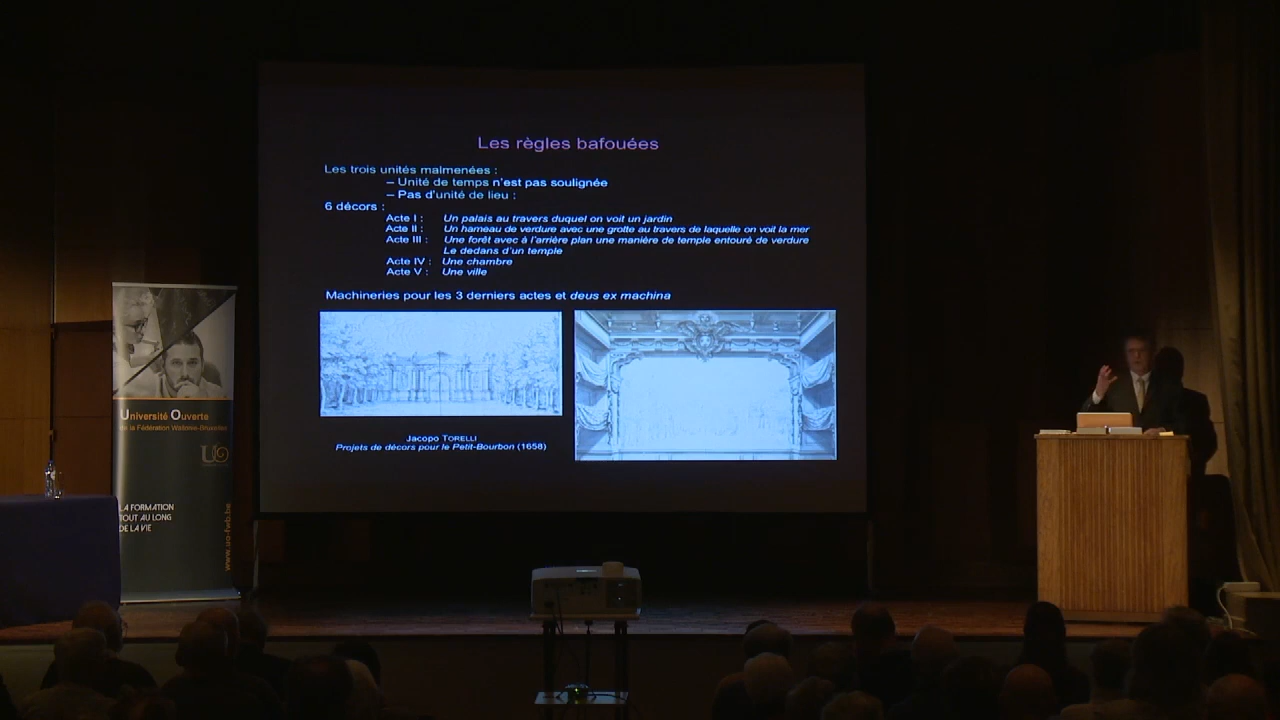 Les règles bafouées
Les trois unités malmenées :
– Unité de temps n'est pas soulignée
– Pas d'unité de lieu :
6 décors :
Acte I : Un palais au travers duquel on voit un jardin
Acte II : Un hameau de verdure avec une grotte au travers de laquelle on voit la mer
Acte III : Une forêt avec à l'arrière plan une manière de temple entouré de verdure
Le dedans d'un temple
Acte IV : Une chambre
Acte V : Une ville
Machineries pour les 3 derniers actes et deus ex machina
Jacopo TORELLI
Projets de décors pour le Petit-Bourbon (1658)
Université Ouverte
de la Fédération Wallonie-Bruxelles
UO
LA FORMATION
TOUT AU LONG
DE LA VIE
www.uo-fwb.be